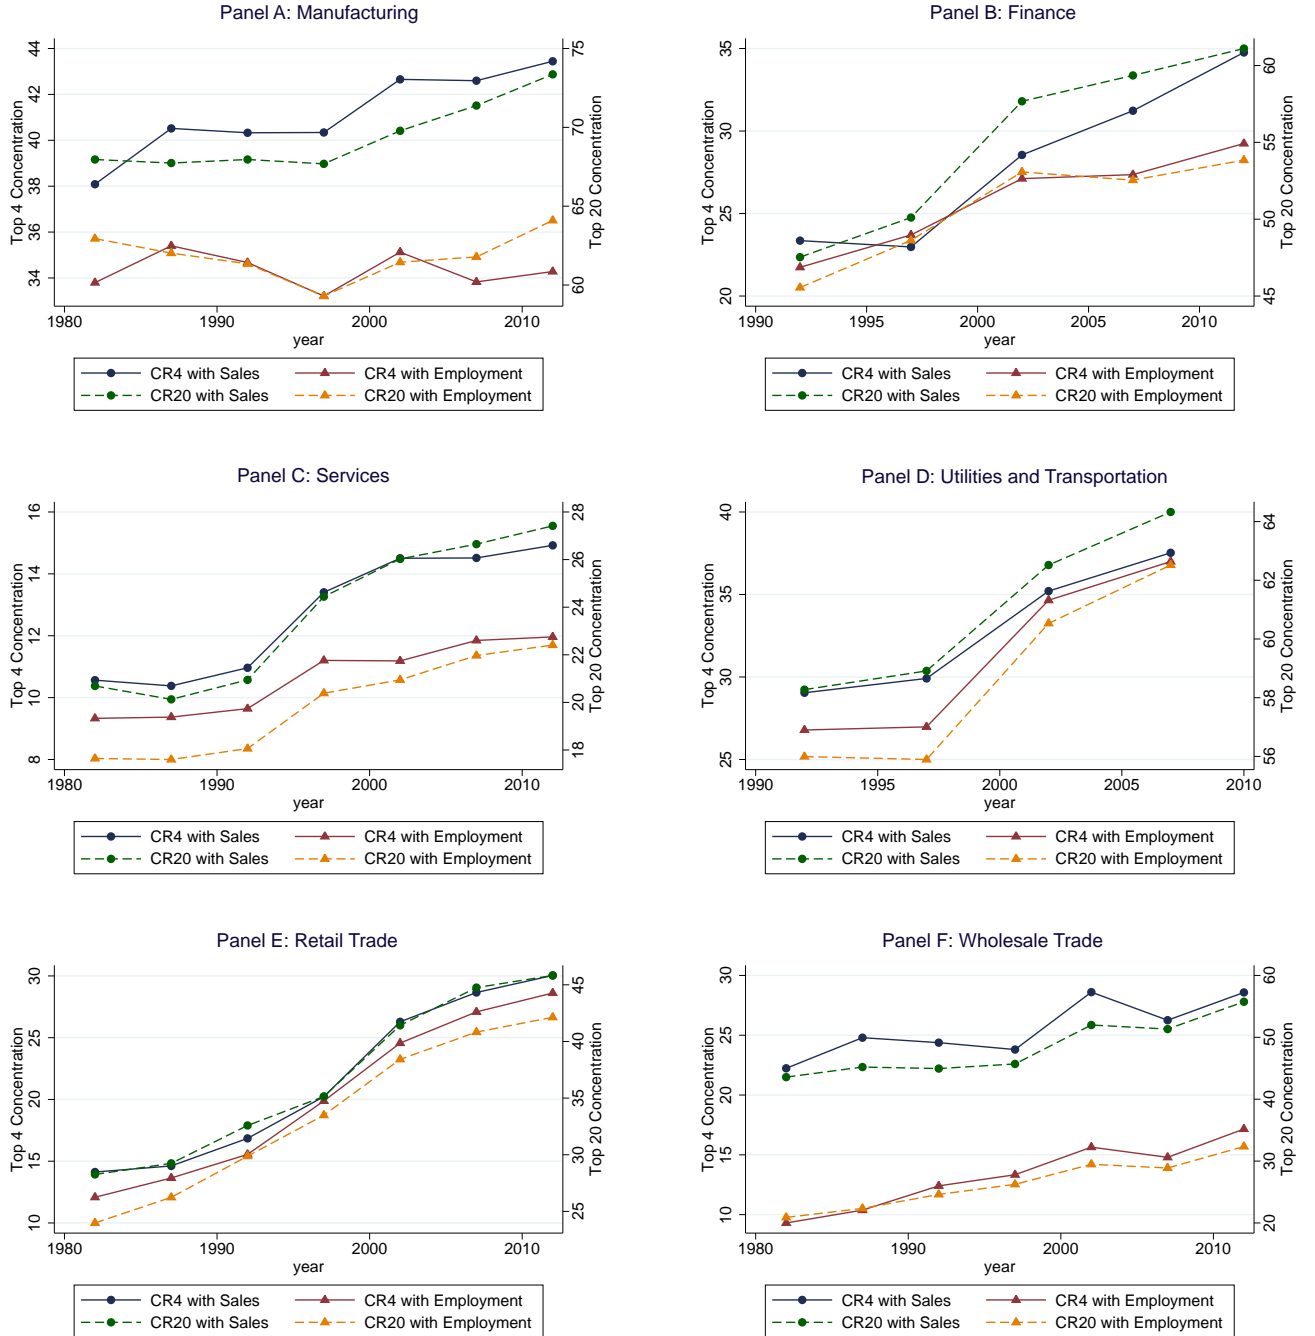 Panel A: Manufacturing
Top 4 Concentration
34 36 38 40 42 44
Top 20 Concentration
60 65 70 75
1980 1990 2000 2010
year
CR4 with Sales CR4 with Employment
CR20 with Sales CR20 with Employment
Panel B: Finance
Top 4 Concentration
20 25 30 35
Top 20 Concentration
45 50 55 60
1990 1995 2000 2005 2010
year
CR4 with Sales CR4 with Employment
CR20 with Sales CR20 with Employment
Panel C: Services
Top 4 Concentration
8 10 12 14 16
Top 20 Concentration
18 20 22 24 26 28
1980 1990 2000 2010
year
CR4 with Sales CR4 with Employment
CR20 with Sales CR20 with Employment
Panel D: Utilities and Transportation
Top 4 Concentration
25 30 35 40
Top 20 Concentration
56 58 60 62 64
1990 1995 2000 2005 2010
year
CR4 with Sales CR4 with Employment
CR20 with Sales CR20 with Employment
Panel E: Retail Trade
Top 4 Concentration
10 15 20 25 30
Top 20 Concentration
25 30 35 40 45
1980 1990 2000 2010
year
CR4 with Sales CR4 with Employment
CR20 with Sales CR20 with Employment
Panel F: Wholesale Trade
Top 4 Concentration
10 15 20 25 30
Top 20 Concentration
20 30 40 50 60
1980 1990 2000 2010
year
CR4 with Sales CR4 with Employment
CR20 with Sales CR20 with Employment